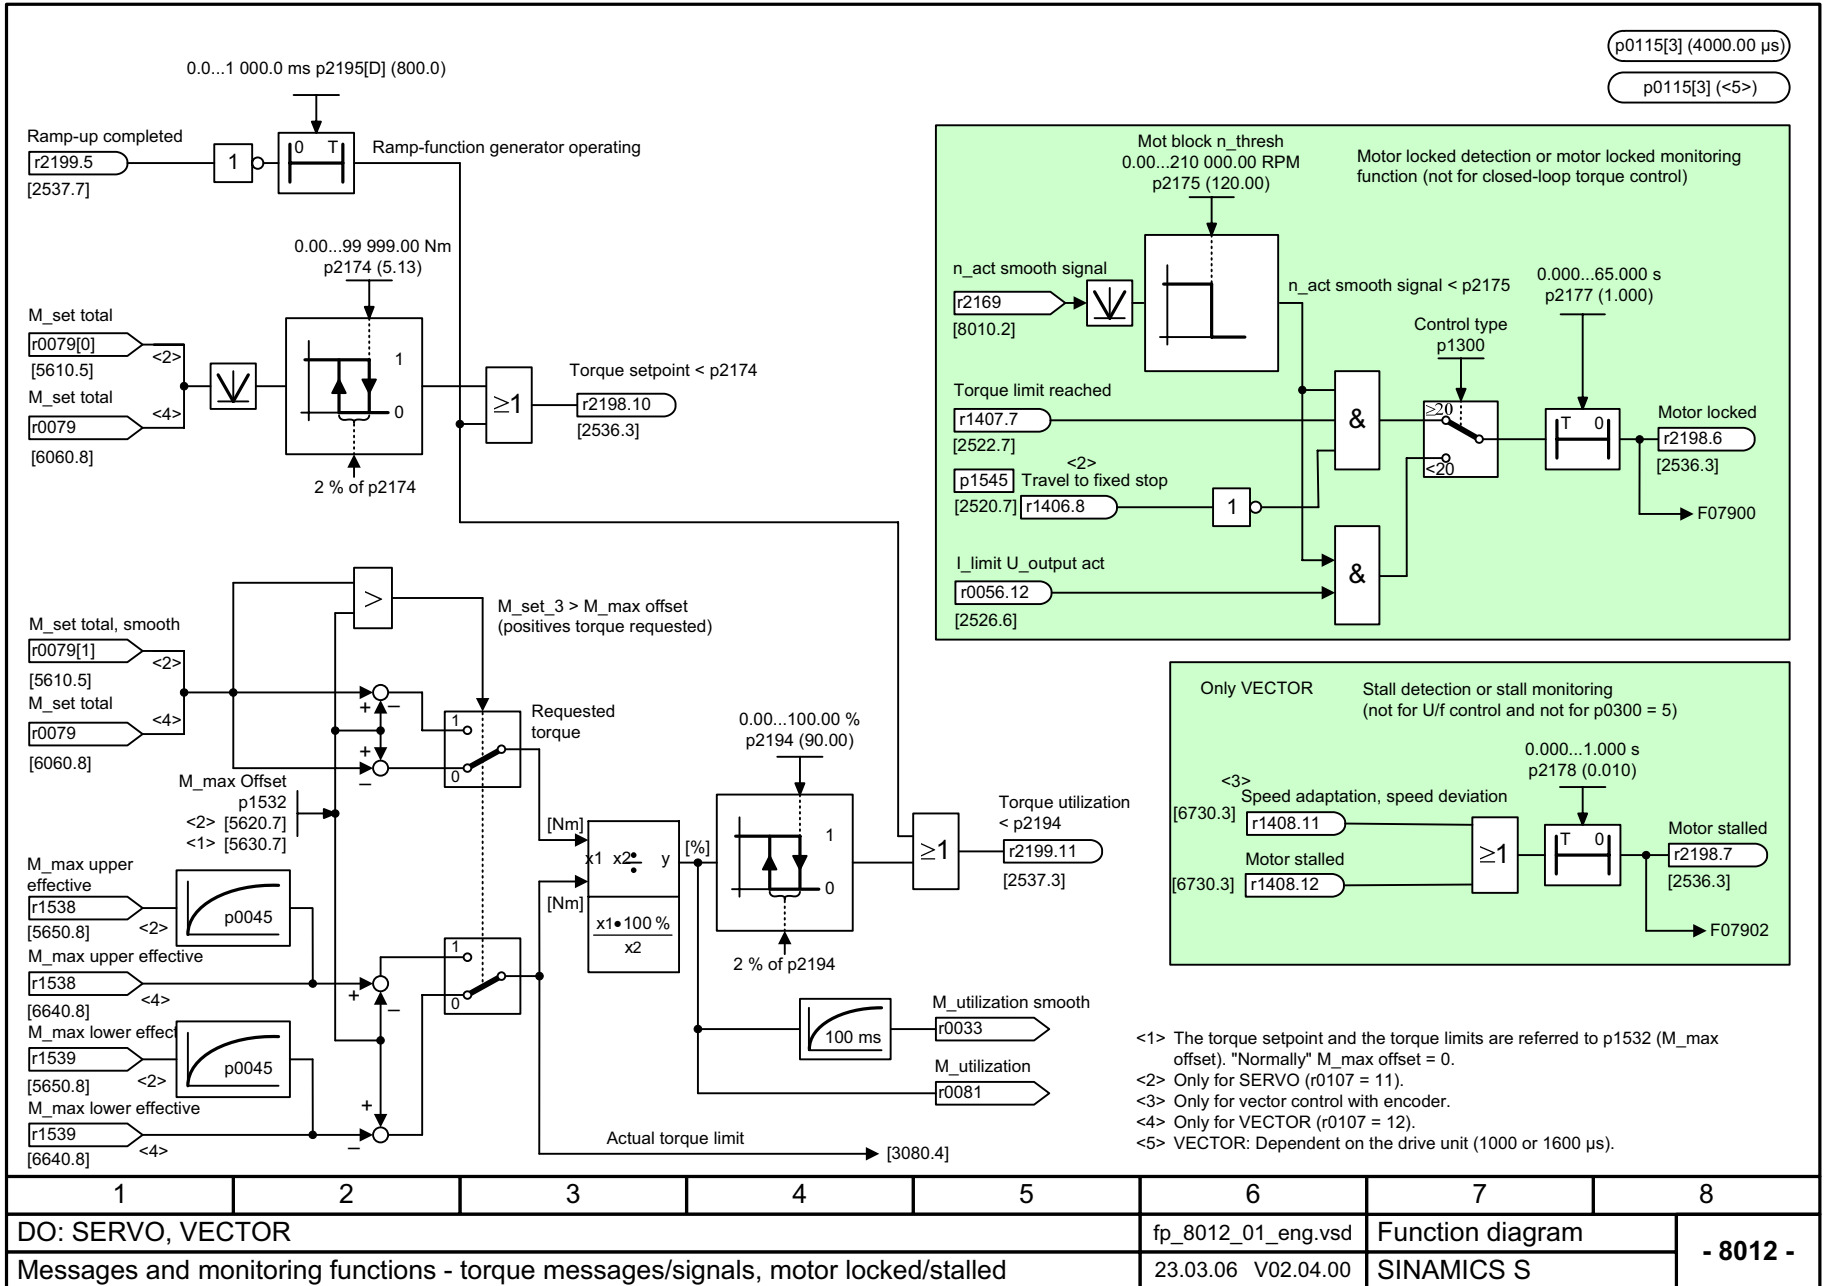 p0115[3] (4000.00 µs)
p0115[3] (<5>)
0.0...1 000.0 ms p2195[D] (800.0)
Ramp-up completed
r2199.5
[2537.7]
1
0 T
Ramp-function generator operating
0.00...99 999.00 Nm
p2174 (5.13)
M_set total
r0079[0]
<2>
[5610.5]
M_set total
<4>
r0079
[6060.8]
1
0
2 % of p2174
≥1
Torque setpoint < p2174
r2198.10
[2536.3]
Mot block n_thresh
0.00...210 000.00 RPM
p2175 (120.00)
Motor locked detection or motor locked monitoring
function (not for closed-loop torque control)
n_act smooth signal
r2169
[8010.2]
n_act smooth signal < p2175
0.000...65.000 s
p2177 (1.000)
Control type
p1300
Torque limit reached
r1407.7
[2522.7]
&
≥20
<20
T 0
Motor locked
r2198.6
[2536.3]
<2>
p1545
Travel to fixed stop
[2520.7]
r1406.8
1
F07900
I_limit U_output act
r0056.12
[2526.6]
&
>
M_set_3 > M_max offset
(positives torque requested)
M_set total, smooth
r0079[1]
<2>
[5610.5]
M_set total
<4>
r0079
[6060.8]
+
–
+
–
1
0
Requested
torque
M_max Offset
p1532
<2> [5620.7]
<1> [5630.7]
0.00...100.00 %
p2194 (90.00)
[Nm]
x1 x2 ÷ y
[%]
[Nm]
x1•100 %
x2
1
0
2 % of p2194
≥1
Torque utilization
< p2194
r2199.11
[2537.3]
M_max upper
effective
r1538
<2>
[5650.8]
p0045
M_max upper effective
r1538
<4>
[6640.8]
+
–
1
0
M_max lower effect
r1539
<2>
[5650.8]
p0045
M_max lower effective
r1539
<4>
[6640.8]
+
–
100 ms
M_utilization smooth
r0033
M_utilization
r0081
Actual torque limit
[3080.4]
Only VECTOR
Stall detection or stall monitoring
(not for U/f control and not for p0300 = 5)
0.000...1.000 s
p2178 (0.010)
<3>
Speed adaptation, speed deviation
[6730.3]
r1408.11
Motor stalled
[6730.3]
r1408.12
≥1
T 0
Motor stalled
r2198.7
[2536.3]
F07902
<1> The torque setpoint and the torque limits are referred to p1532 (M_max
offset). "Normally" M_max offset = 0.
<2> Only for SERVO (r0107 = 11).
<3> Only for vector control with encoder.
<4> Only for VECTOR (r0107 = 12).
<5> VECTOR: Dependent on the drive unit (1000 or 1600 µs).
1 2 3 4 5 6 7 8
DO: SERVO, VECTOR
fp_8012_01_eng.vsd
Function diagram
- 8012 -
Messages and monitoring functions - torque messages/signals, motor locked/stalled
23.03.06 V02.04.00
SINAMICS S